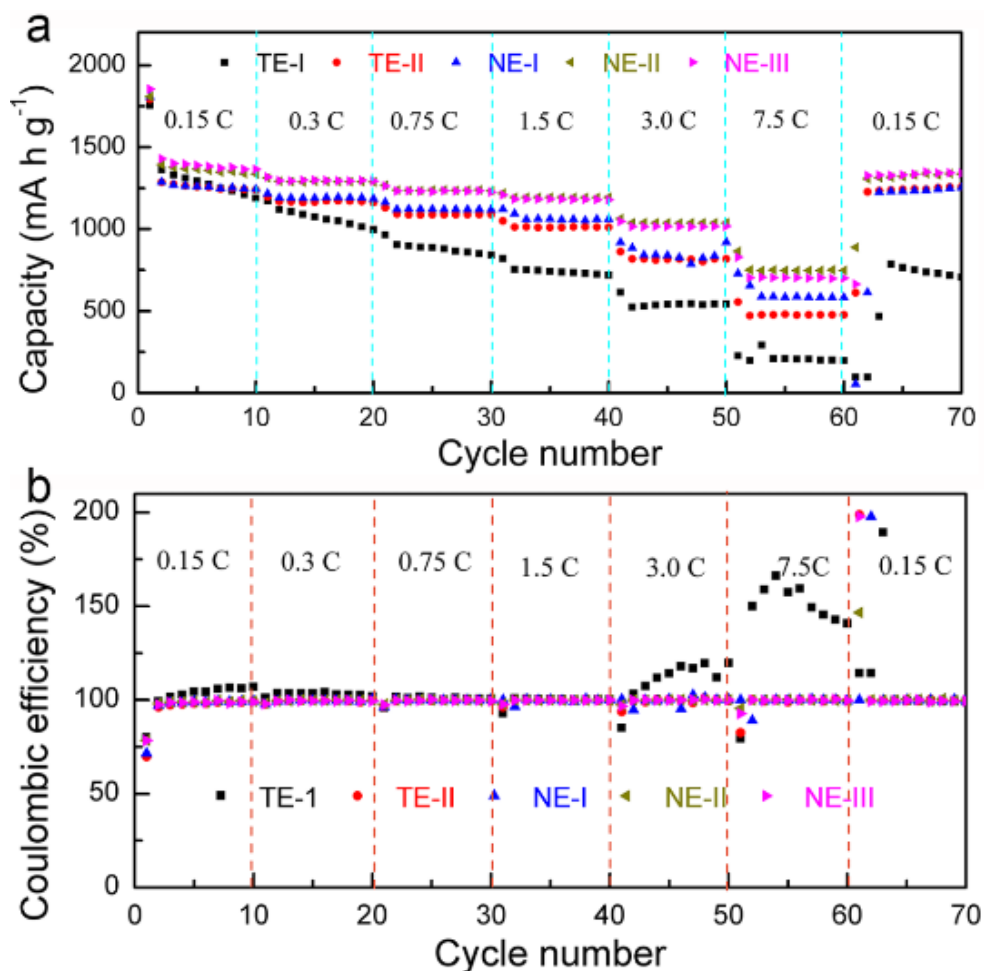 a
Capacity (mA h g⁻¹)
2000
1500
1000
500
0
TE-I TE-II NE-I NE-II NE-III
0.15 C 0.3 C 0.75 C 1.5 C 3.0 C 7.5 C 0.15 C
0 10 20 30 40 50 60 70
Cycle number
b
Coulombic efficiency (%)
200
150
100
50
0
0.15 C 0.3 C 0.75 C 1.5 C 3.0 C 7.5C 0.15 C
TE-1 TE-II NE-I NE-II NE-III
0 10 20 30 40 50 60 70
Cycle number